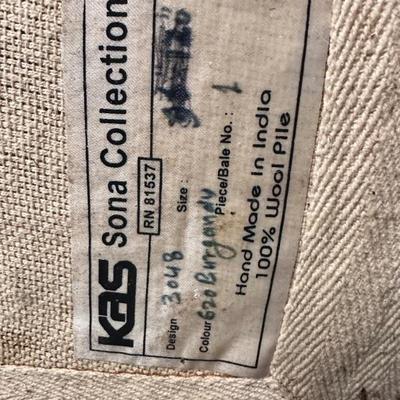 KAS Sona Collection
RN 81537
Design 3048 Size :
Colour 620 Burgandy Piece/Bale No. : 1
Hand Made In India
100% Wool Pile